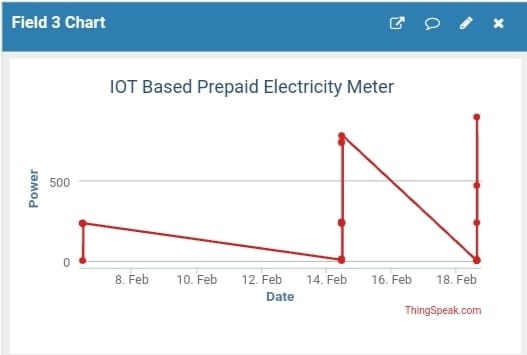 Field 3 Chart
IOT Based Prepaid Electricity Meter
Power
500
0
8. Feb 10. Feb 12. Feb 14. Feb 16. Feb 18. Feb
Date
ThingSpeak.com